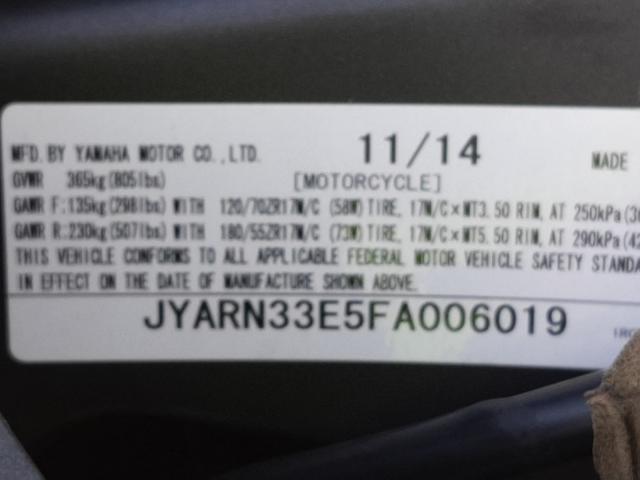 MFD. BY YAMAHA MOTOR CO., LTD. 11/14 MADE
GVWR 365kg(805lbs) [MOTORCYCLE]
GAWR F:135kg(298lbs) WITH 120/70ZR17M/C (58W) TIRE, 17M/C×MT3.50 RIM, AT 250kPa(
GAWR R:230kg(507lbs) WITH 180/55ZR17M/C (73W) TIRE, 17M/C×MT5.50 RIM, AT 290kPa(42
THIS VEHICLE CONFORMS TO ALL APPLICABLE FEDERAL MOTOR VEHICLE SAFETY STANDA
IN EFFECT ON THE DATE OF MANUFACTURE SHOWN ABOVE.
JYARN33E5FA006019